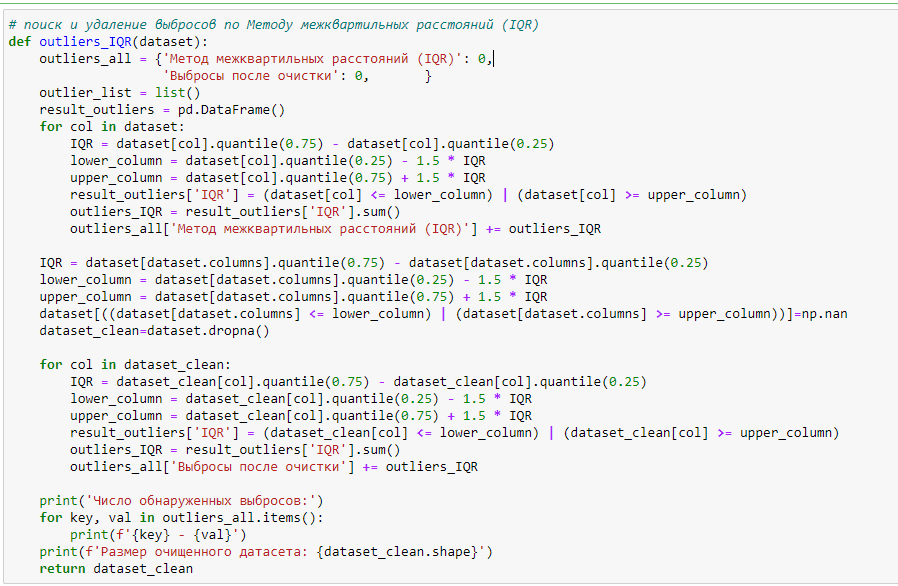 # поиск и удаление выбросов по Методу межквартильных расстояний (IQR)
def outliers_IQR(dataset):
    outliers_all = {'Метод межквартильных расстояний (IQR)': 0,
                    'Выбросы после очистки': 0,       }
    outlier_list = list()
    result_outliers = pd.DataFrame()
    for col in dataset:
        IQR = dataset[col].quantile(0.75) - dataset[col].quantile(0.25)
        lower_column = dataset[col].quantile(0.25) - 1.5 * IQR
        upper_column = dataset[col].quantile(0.75) + 1.5 * IQR
        result_outliers['IQR'] = (dataset[col] <= lower_column) | (dataset[col] >= upper_column)
        outliers_IQR = result_outliers['IQR'].sum()
        outliers_all['Метод межквартильных расстояний (IQR)'] += outliers_IQR

    IQR = dataset[dataset.columns].quantile(0.75) - dataset[dataset.columns].quantile(0.25)
    lower_column = dataset[dataset.columns].quantile(0.25) - 1.5 * IQR
    upper_column = dataset[dataset.columns].quantile(0.75) + 1.5 * IQR
    dataset[((dataset[dataset.columns] <= lower_column) | (dataset[dataset.columns] >= upper_column))]=np.nan
    dataset_clean=dataset.dropna()

    for col in dataset_clean:
        IQR = dataset_clean[col].quantile(0.75) - dataset_clean[col].quantile(0.25)
        lower_column = dataset_clean[col].quantile(0.25) - 1.5 * IQR
        upper_column = dataset_clean[col].quantile(0.75) + 1.5 * IQR
        result_outliers['IQR'] = (dataset_clean[col] <= lower_column) | (dataset_clean[col] >= upper_column)
        outliers_IQR = result_outliers['IQR'].sum()
        outliers_all['Выбросы после очистки'] += outliers_IQR

    print('Число обнаруженных выбросов:')
    for key, val in outliers_all.items():
        print(f'{key} - {val}')
    print(f'Размер очищенного датасета: {dataset_clean.shape}')
    return dataset_clean